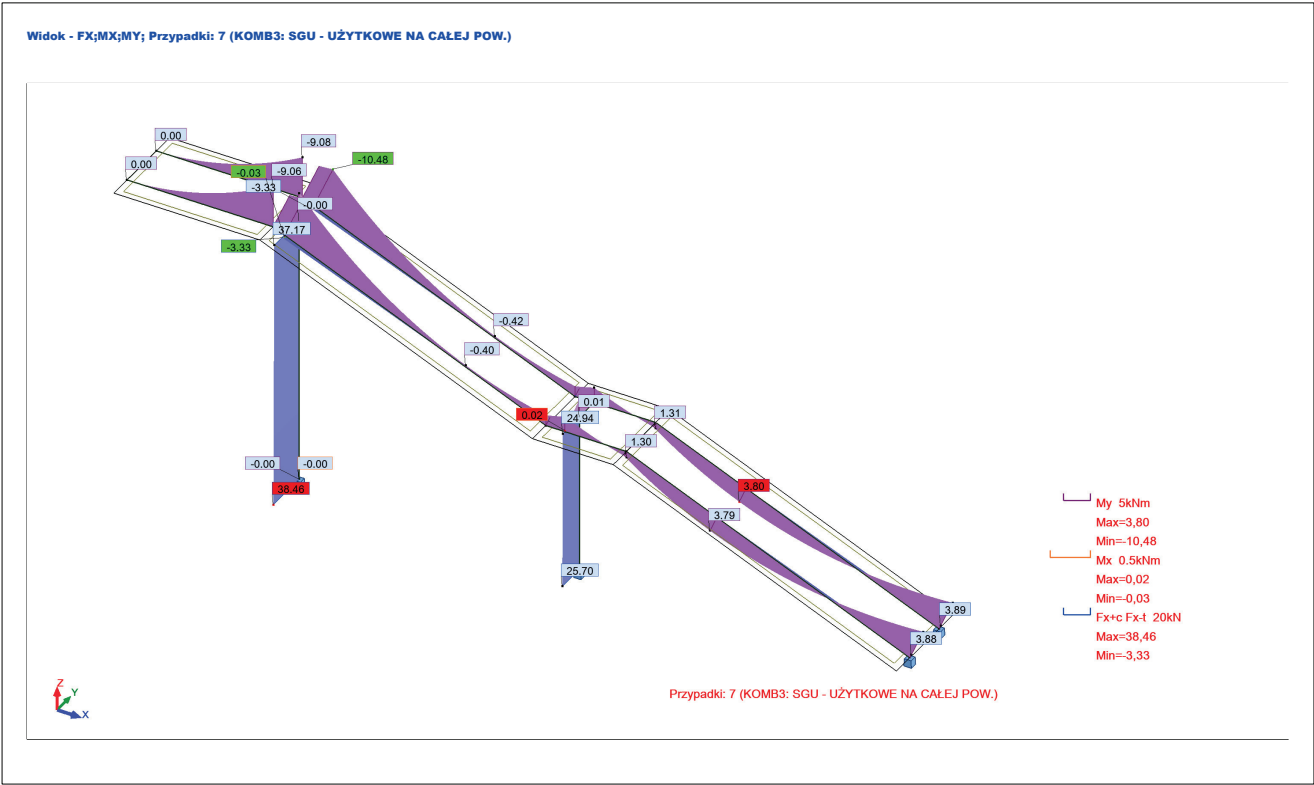 Widok - FX;MX;MY; Przypadki: 7 (KOMB3: SGU - UŻYTKOWE NA CAŁEJ POW.)
0.00
-9.08
0.00
-10.48
-0.03
-9.06
-3.33
-0.00
37.17
-3.33
-0.42
-0.40
0.01
0.02
24.94
1.31
1.30
-0.00
-0.00
38.46
3.80
3.79
25.70
3.89
3.88
My 5kNm
Max=3,80
Min=-10,48
Mx 0.5kNm
Max=0,02
Min=-0,03
Fx+c Fx-t 20kN
Max=38,46
Min=-3,33
Z
Y
X
Przypadki: 7 (KOMB3: SGU - UŻYTKOWE NA CAŁEJ POW.)